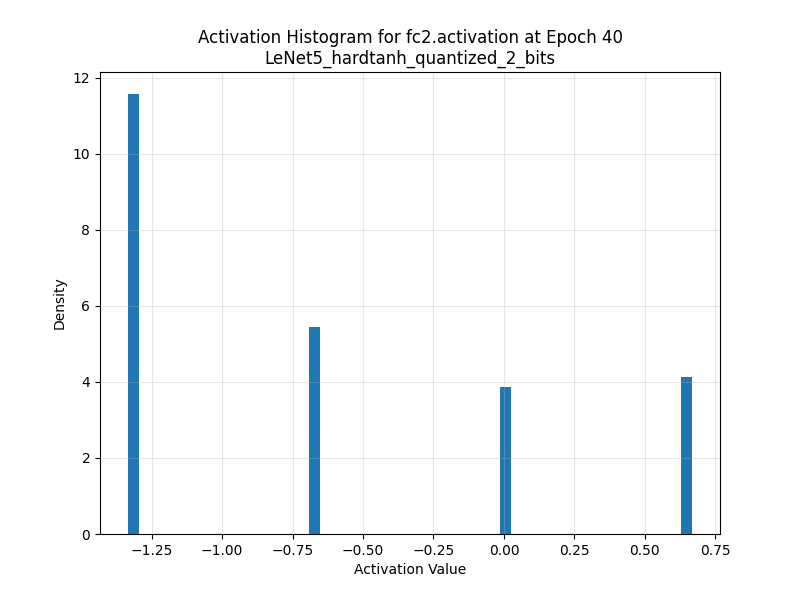 Activation Histogram for fc2.activation at Epoch 40
LeNet5_hardtanh_quantized_2_bits
12
10
8
6
4
2
0
Density
−1.25 −1.00 −0.75 −0.50 −0.25 0.00 0.25 0.50 0.75
Activation Value